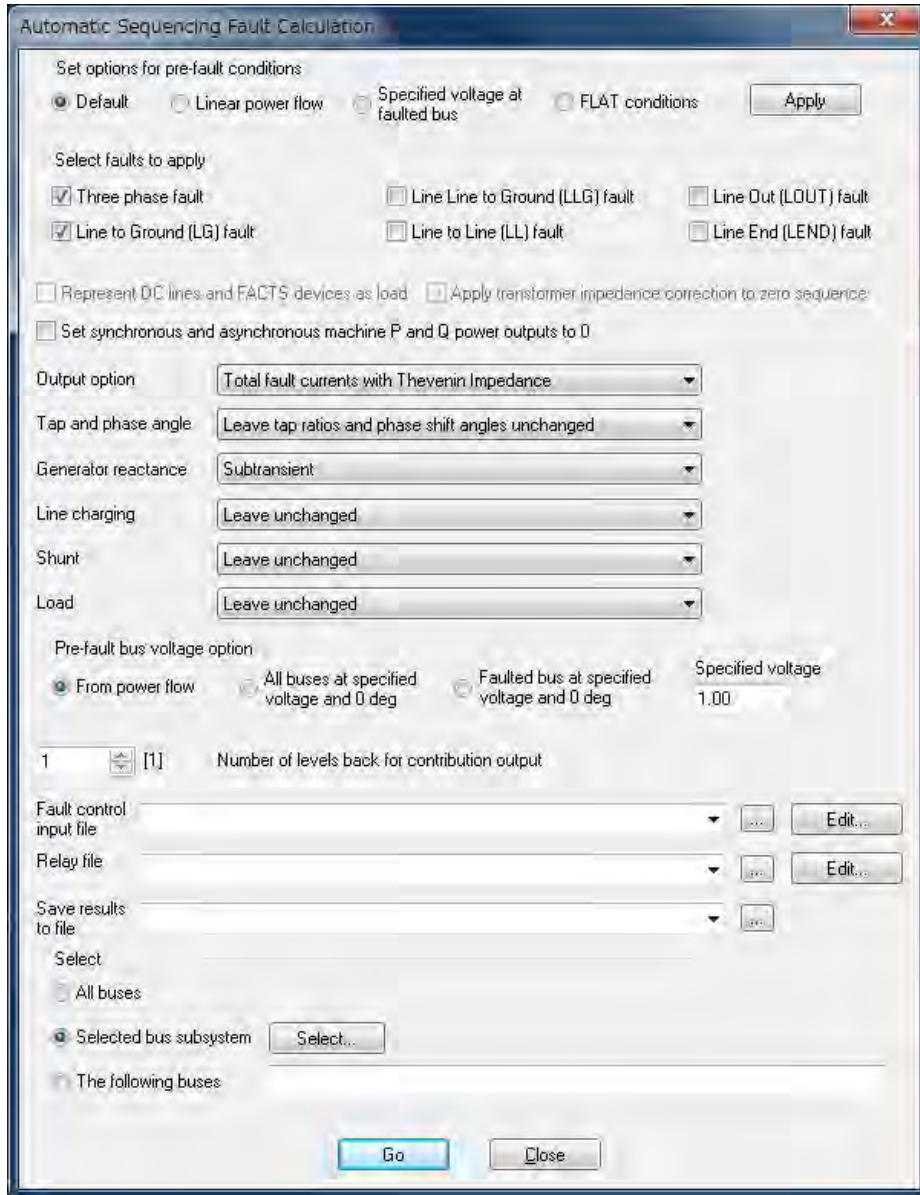 Automatic Sequencing Fault Calculation
Set options for pre-fault conditions
Default
Linear power flow
Specified voltage at
faulted bus
FLAT conditions
Apply
Select faults to apply
Three phase fault
Line Line to Ground (LLG) fault
Line Out (LOUT) fault
Line to Ground (LG) fault
Line to Line (LL) fault
Line End (LEND) fault
Represent DC lines and FACTS devices as load
Apply transformer impedance correction to zero sequence
Set synchronous and asynchronous machine P and Q power outputs to 0
Output option
Total fault currents with Thevenin Impedance
Tap and phase angle
Leave tap ratios and phase shift angles unchanged
Generator reactance
Subtransient
Line charging
Leave unchanged
Shunt
Leave unchanged
Load
Leave unchanged
Pre-fault bus voltage option
From power flow
All buses at specified
voltage and 0 deg
Faulted bus at specified
voltage and 0 deg
Specified voltage
1.00
1
[1]
Number of levels back for contribution output
Fault control
input file
...
Edit...
Relay file
...
Edit...
Save results
to file
...
Select
All buses
Selected bus subsystem
Select...
The following buses
Go
Close